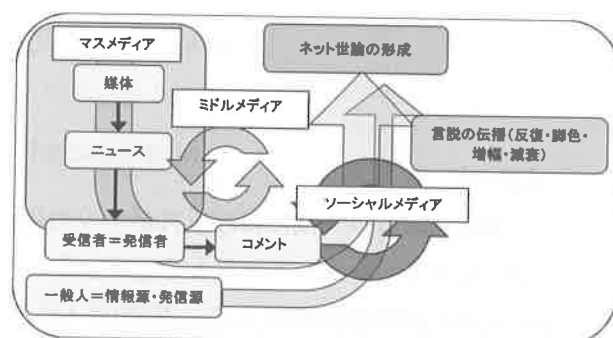 マスメディア
媒体
ニュース
受信者=発信者
一般人=情報源・発信源
ミドルメディア
コメント
ネット世論の形成
言説の伝播(反復・脚色・
増幅・減衰)
ソーシャルメディア